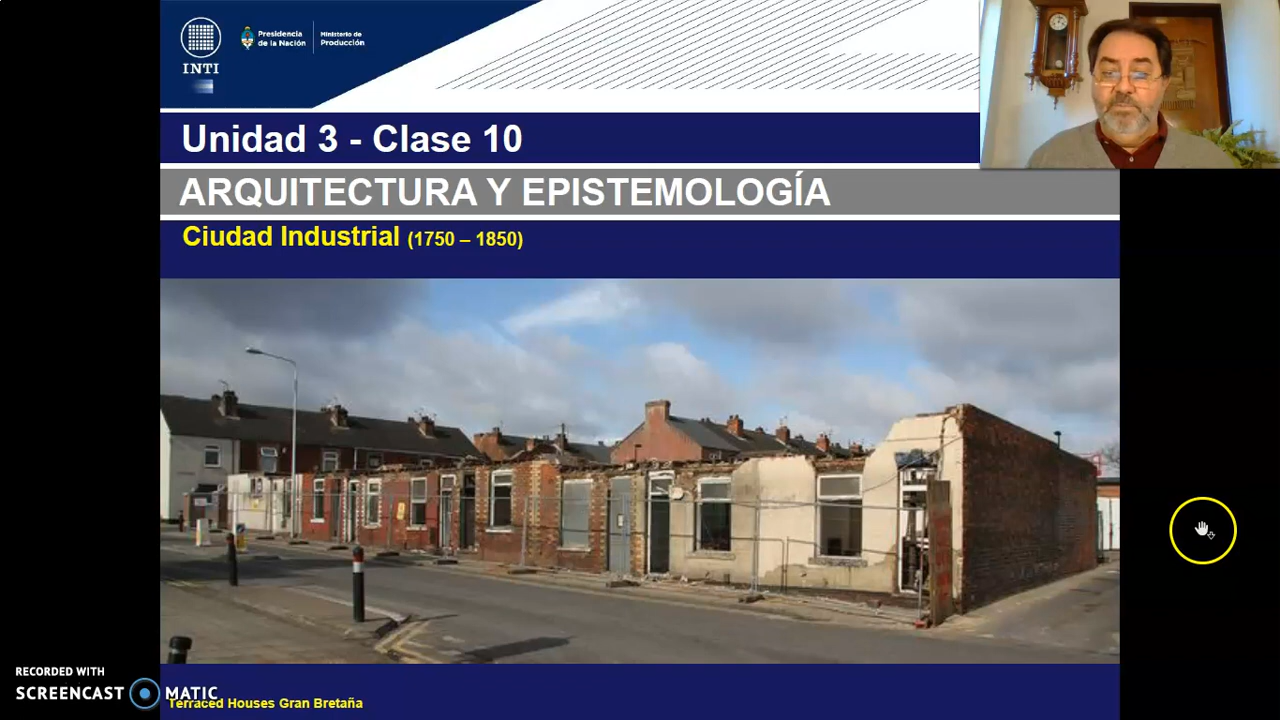 INTI
Presidencia
de la Nación
Ministerio de
Producción
Unidad 3 - Clase 10
ARQUITECTURA Y EPISTEMOLOGÍA
Ciudad Industrial (1750 – 1850)
RECORDED WITH
SCREENCAST MATIC
Terraced Houses Gran Bretaña